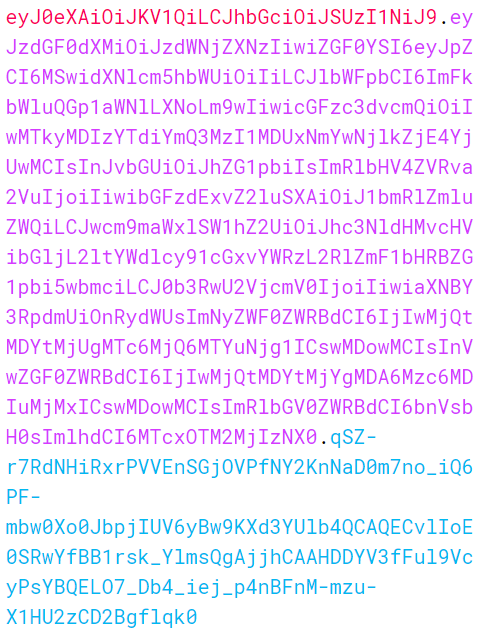 eyJ0eXAiOiJKV1QiLCJhbGciOiJSUzI1NiJ9.ey
JzdGF0dXMiOiJzdWNjZXNzIiwiZGF0YSI6eyJpZ
CI6MSwidXNlcm5hbWUiOiIiLCJlbWFpbCI6ImFk
bWluQGp1aWNlLXNoLm9wIiwicGFzc3dvcmQiOiI
wMTkyMDIzYTdiYmQ3MzI1MDUxNmYwNjlkZjE4Yj
UwMCIsInJvbGUiOiJhZG1pbiIsImRlbHV4ZVRva
2VuIjoiIiwibGFzdExvZ2luSXAiOiJ1bmRlZmlu
ZWQiLCJwcm9maWxlSW1hZ2UiOiJhc3NldHMvcHV
ibGljL2ltYWdlcy91cGxvYWRzL2RlZmF1bHRBZG
1pbi5wbmciLCJ0b3RwU2VjcmV0IjoiIiwiaXNBY
3RpdmUiOnRydWUsImNyZWF0ZWRBdCI6IjIwMjQt
MDYtMjUgMTc6MjQ6MTYuNjg1ICswMDowMCIsInV
wZGF0ZWRBdCI6IjIwMjQtMDYtMjYgMDA6Mzc6MD
IuMjMxICswMDowMCIsImRlbGV0ZWRBdCI6bnVsb
H0sImlhdCI6MTcxOTM2MjIzNX0.qSZ-
r7RdNHiRxrPVVEnSGjOVPfNY2KnNaD0m7no_iQ6
PF-
mbw0Xo0JbpjIUV6yBw9KXd3YUlb4QCAQECvlIoE
0SRwYfBB1rsk_YlmsQgAjjhCAAHDDYV3fFul9Vc
yPsYBQELO7_Db4_iej_p4nBFnM-mzu-
X1HU2zCD2Bgflqk0